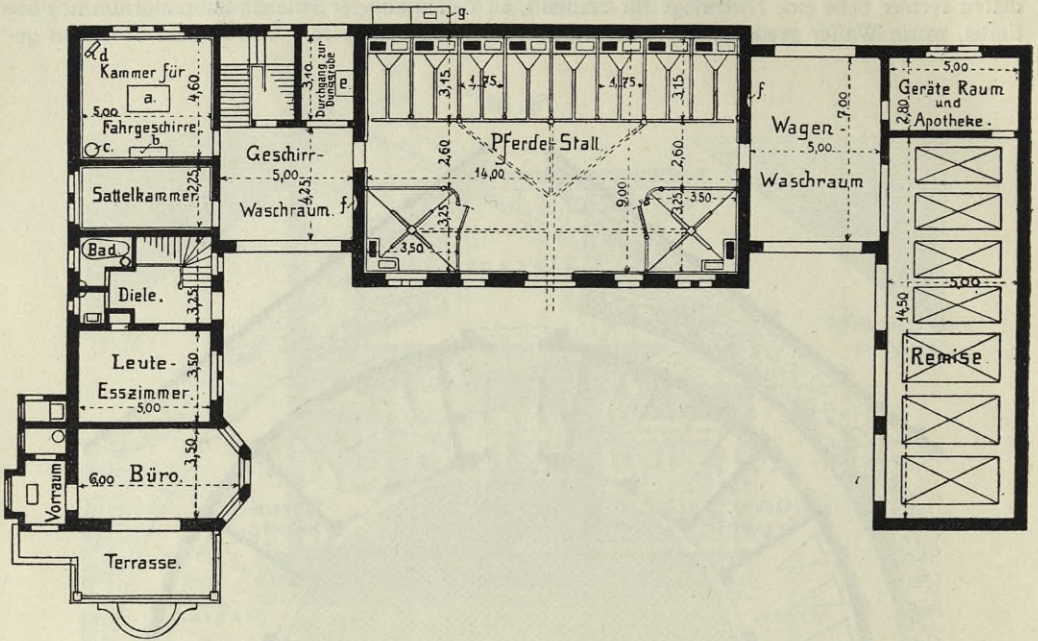 g.
d
Kammer für
a.
5,00
4,60
Fahrgeschirre
c.
b
3,10
Durchgang zur
Dunggrube
e
3,15
1,75
1,75
3,15
Pferde-Stall
2,60
2,60
14,00
9,00
3,25
3,25
3,50
3,50
f.
Wagen-
7,00
5,00
Waschraum
5,00
Geräte Raum
und
Apotheke.
2,80
Geschirr-
5,00
4,25
Waschraum.
f.
Sattelkammer.
2,25
Bad
Diele.
3,25
Leute-
Esszimmer.
3,50
5,00
6,00
Büro.
3,50
Vorraum
Terrasse.
5,00
14,50
Remise